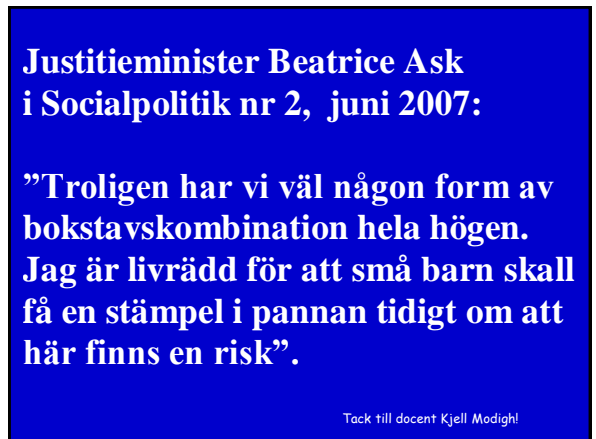 Justitieminister Beatrice Ask
i Socialpolitik nr 2, juni 2007:
”Troligen har vi väl någon form av
bokstavskombination hela högen.
Jag är livrädd för att små barn skall
få en stämpel i pannan tidigt om att
här finns en risk”.
Tack till docent Kjell Modigh!